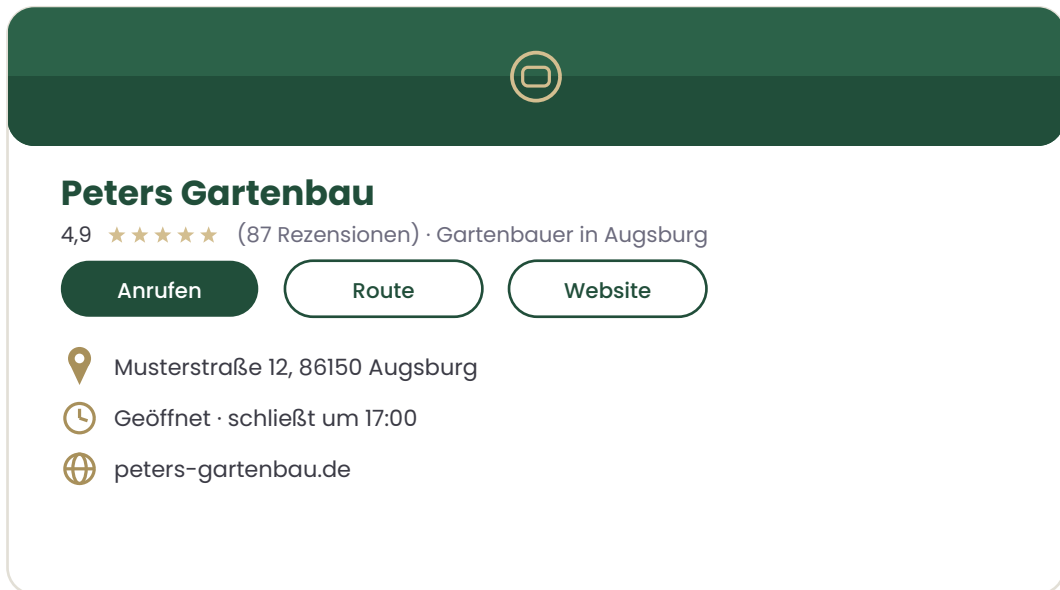 Peters Gartenbau
4,9 ★★★★★ (87 Rezensionen) · Gartenbauer in Augsburg
Anrufen Route Website
Musterstraße 12, 86150 Augsburg
Geöffnet · schließt um 17:00
peters-gartenbau.de